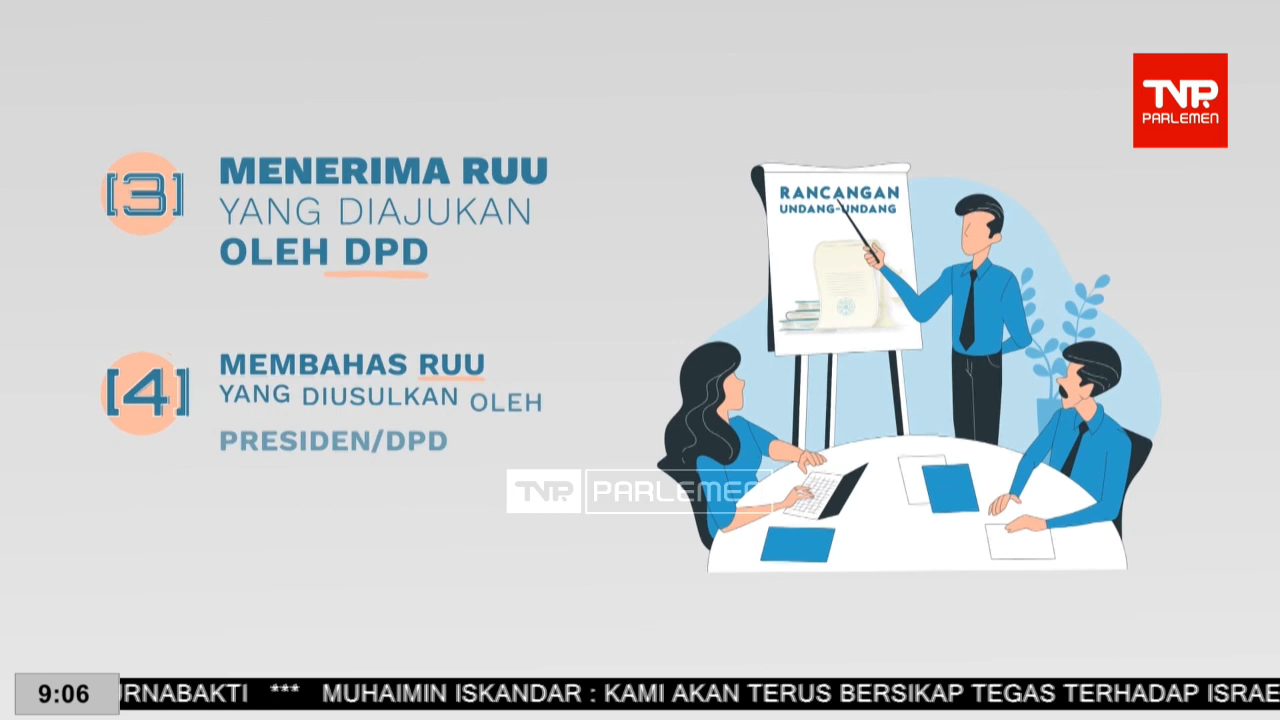 TVR
PARLEMEN
[3]
MENERIMA RUU
YANG DIAJUKAN
OLEH DPD
[4]
MEMBAHAS RUU
YANG DIUSULKAN OLEH
PRESIDEN/DPD
RANCANGAN
UNDANG-UNDANG
TVR PARLEMEN
9:06
URNABAKTI *** MUHAIMIN ISKANDAR : KAMI AKAN TERUS BERSIKAP TEGAS TERHADAP ISRAE